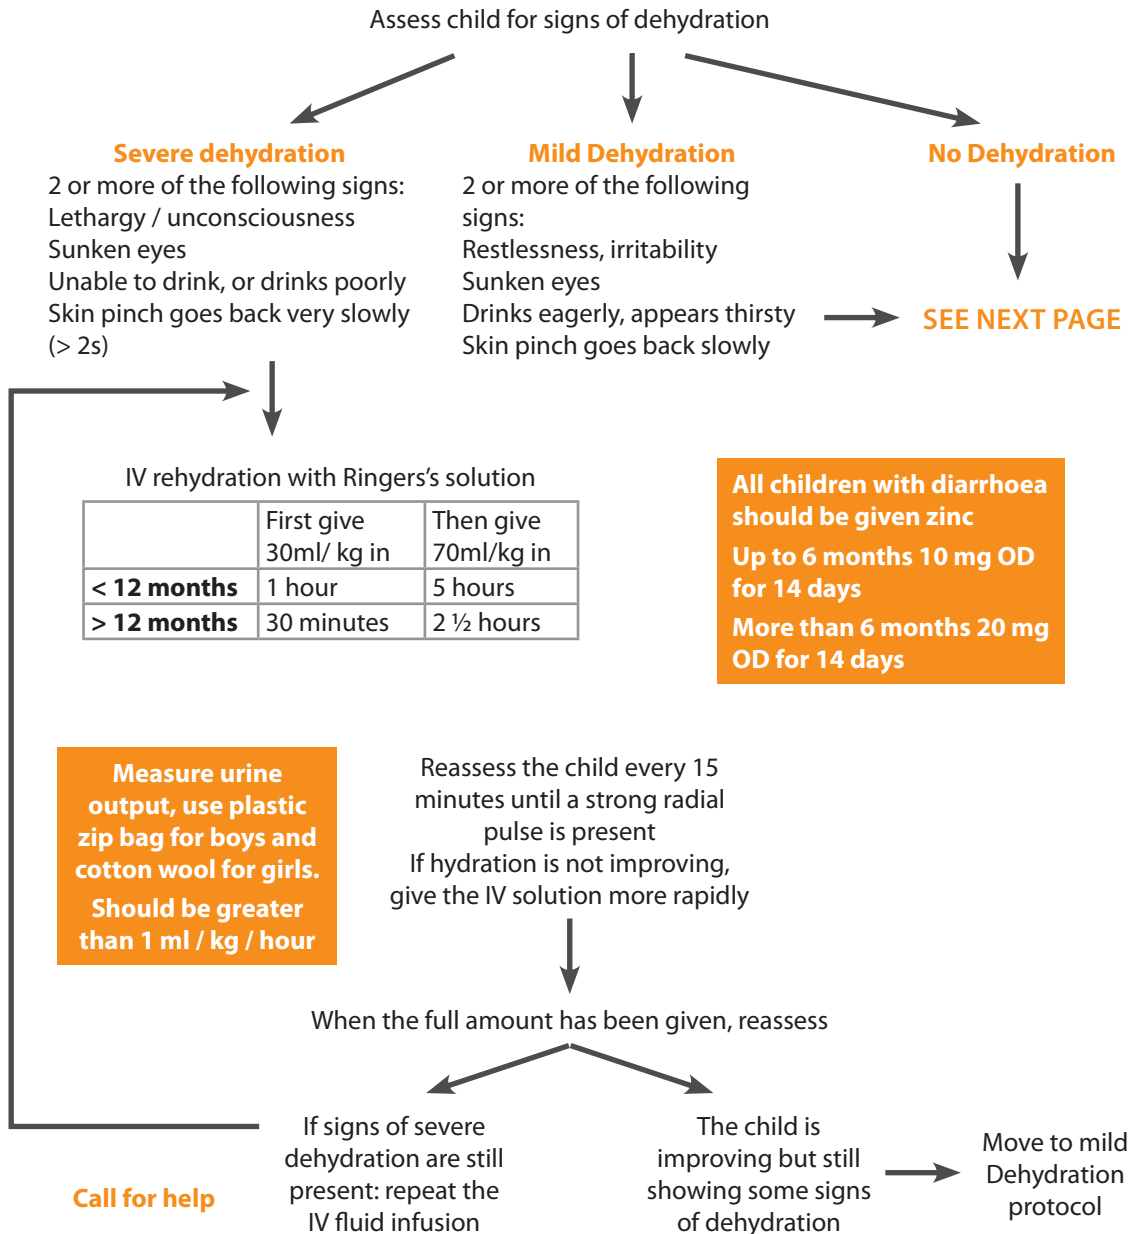 Assess child for signs of dehydration
Severe dehydration
2 or more of the following signs:
Lethargy / unconsciousness
Sunken eyes
Unable to drink, or drinks poorly
Skin pinch goes back very slowly
(> 2s)
Mild Dehydration
2 or more of the following
signs:
Restlessness, irritability
Sunken eyes
Drinks eagerly, appears thirsty
Skin pinch goes back slowly
No Dehydration
SEE NEXT PAGE
IV rehydration with Ringers's solution
First give Then give
30ml/ kg in 70ml/kg in
< 12 months 1 hour 5 hours
> 12 months 30 minutes 2 ½ hours
All children with diarrhoea
should be given zinc
Up to 6 months 10 mg OD
for 14 days
More than 6 months 20 mg
OD for 14 days
Measure urine
output, use plastic
zip bag for boys and
cotton wool for girls.
Should be greater
than 1 ml / kg / hour
Reassess the child every 15
minutes until a strong radial
pulse is present
If hydration is not improving,
give the IV solution more rapidly
When the full amount has been given, reassess
Call for help
If signs of severe
dehydration are still
present: repeat the
IV fluid infusion
The child is
improving but still
showing some signs
of dehydration
Move to mild
Dehydration
protocol